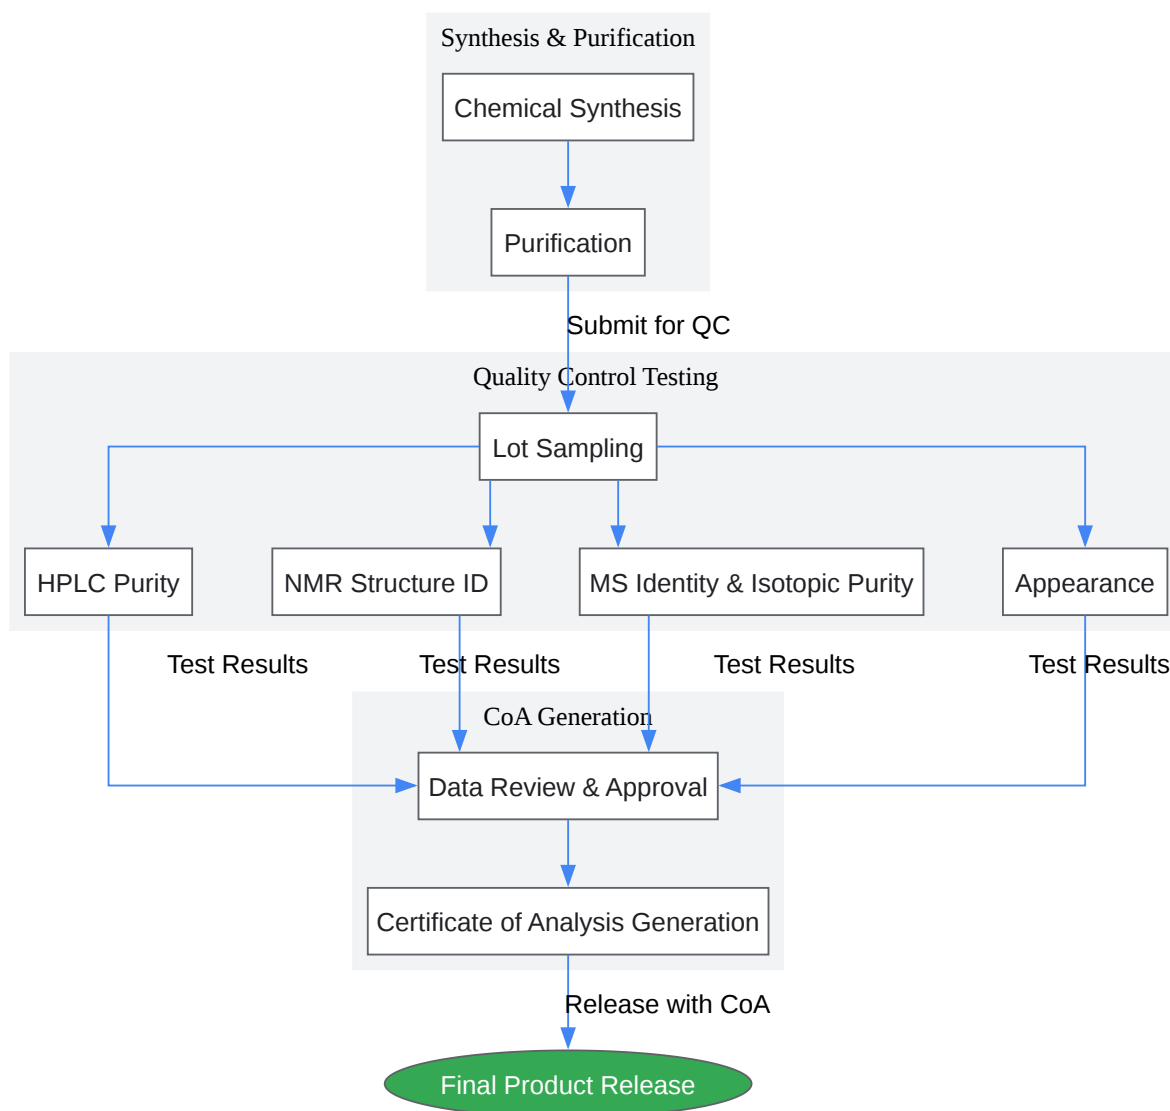 Synthesis & Purification
Chemical Synthesis
Purification
Submit for QC
Quality Control Testing
Lot Sampling
HPLC Purity
NMR Structure ID
MS Identity & Isotopic Purity
Appearance
Test Results
Test Results
Test Results
Test Results
CoA Generation
Data Review & Approval
Certificate of Analysis Generation
Release with CoA
Final Product Release